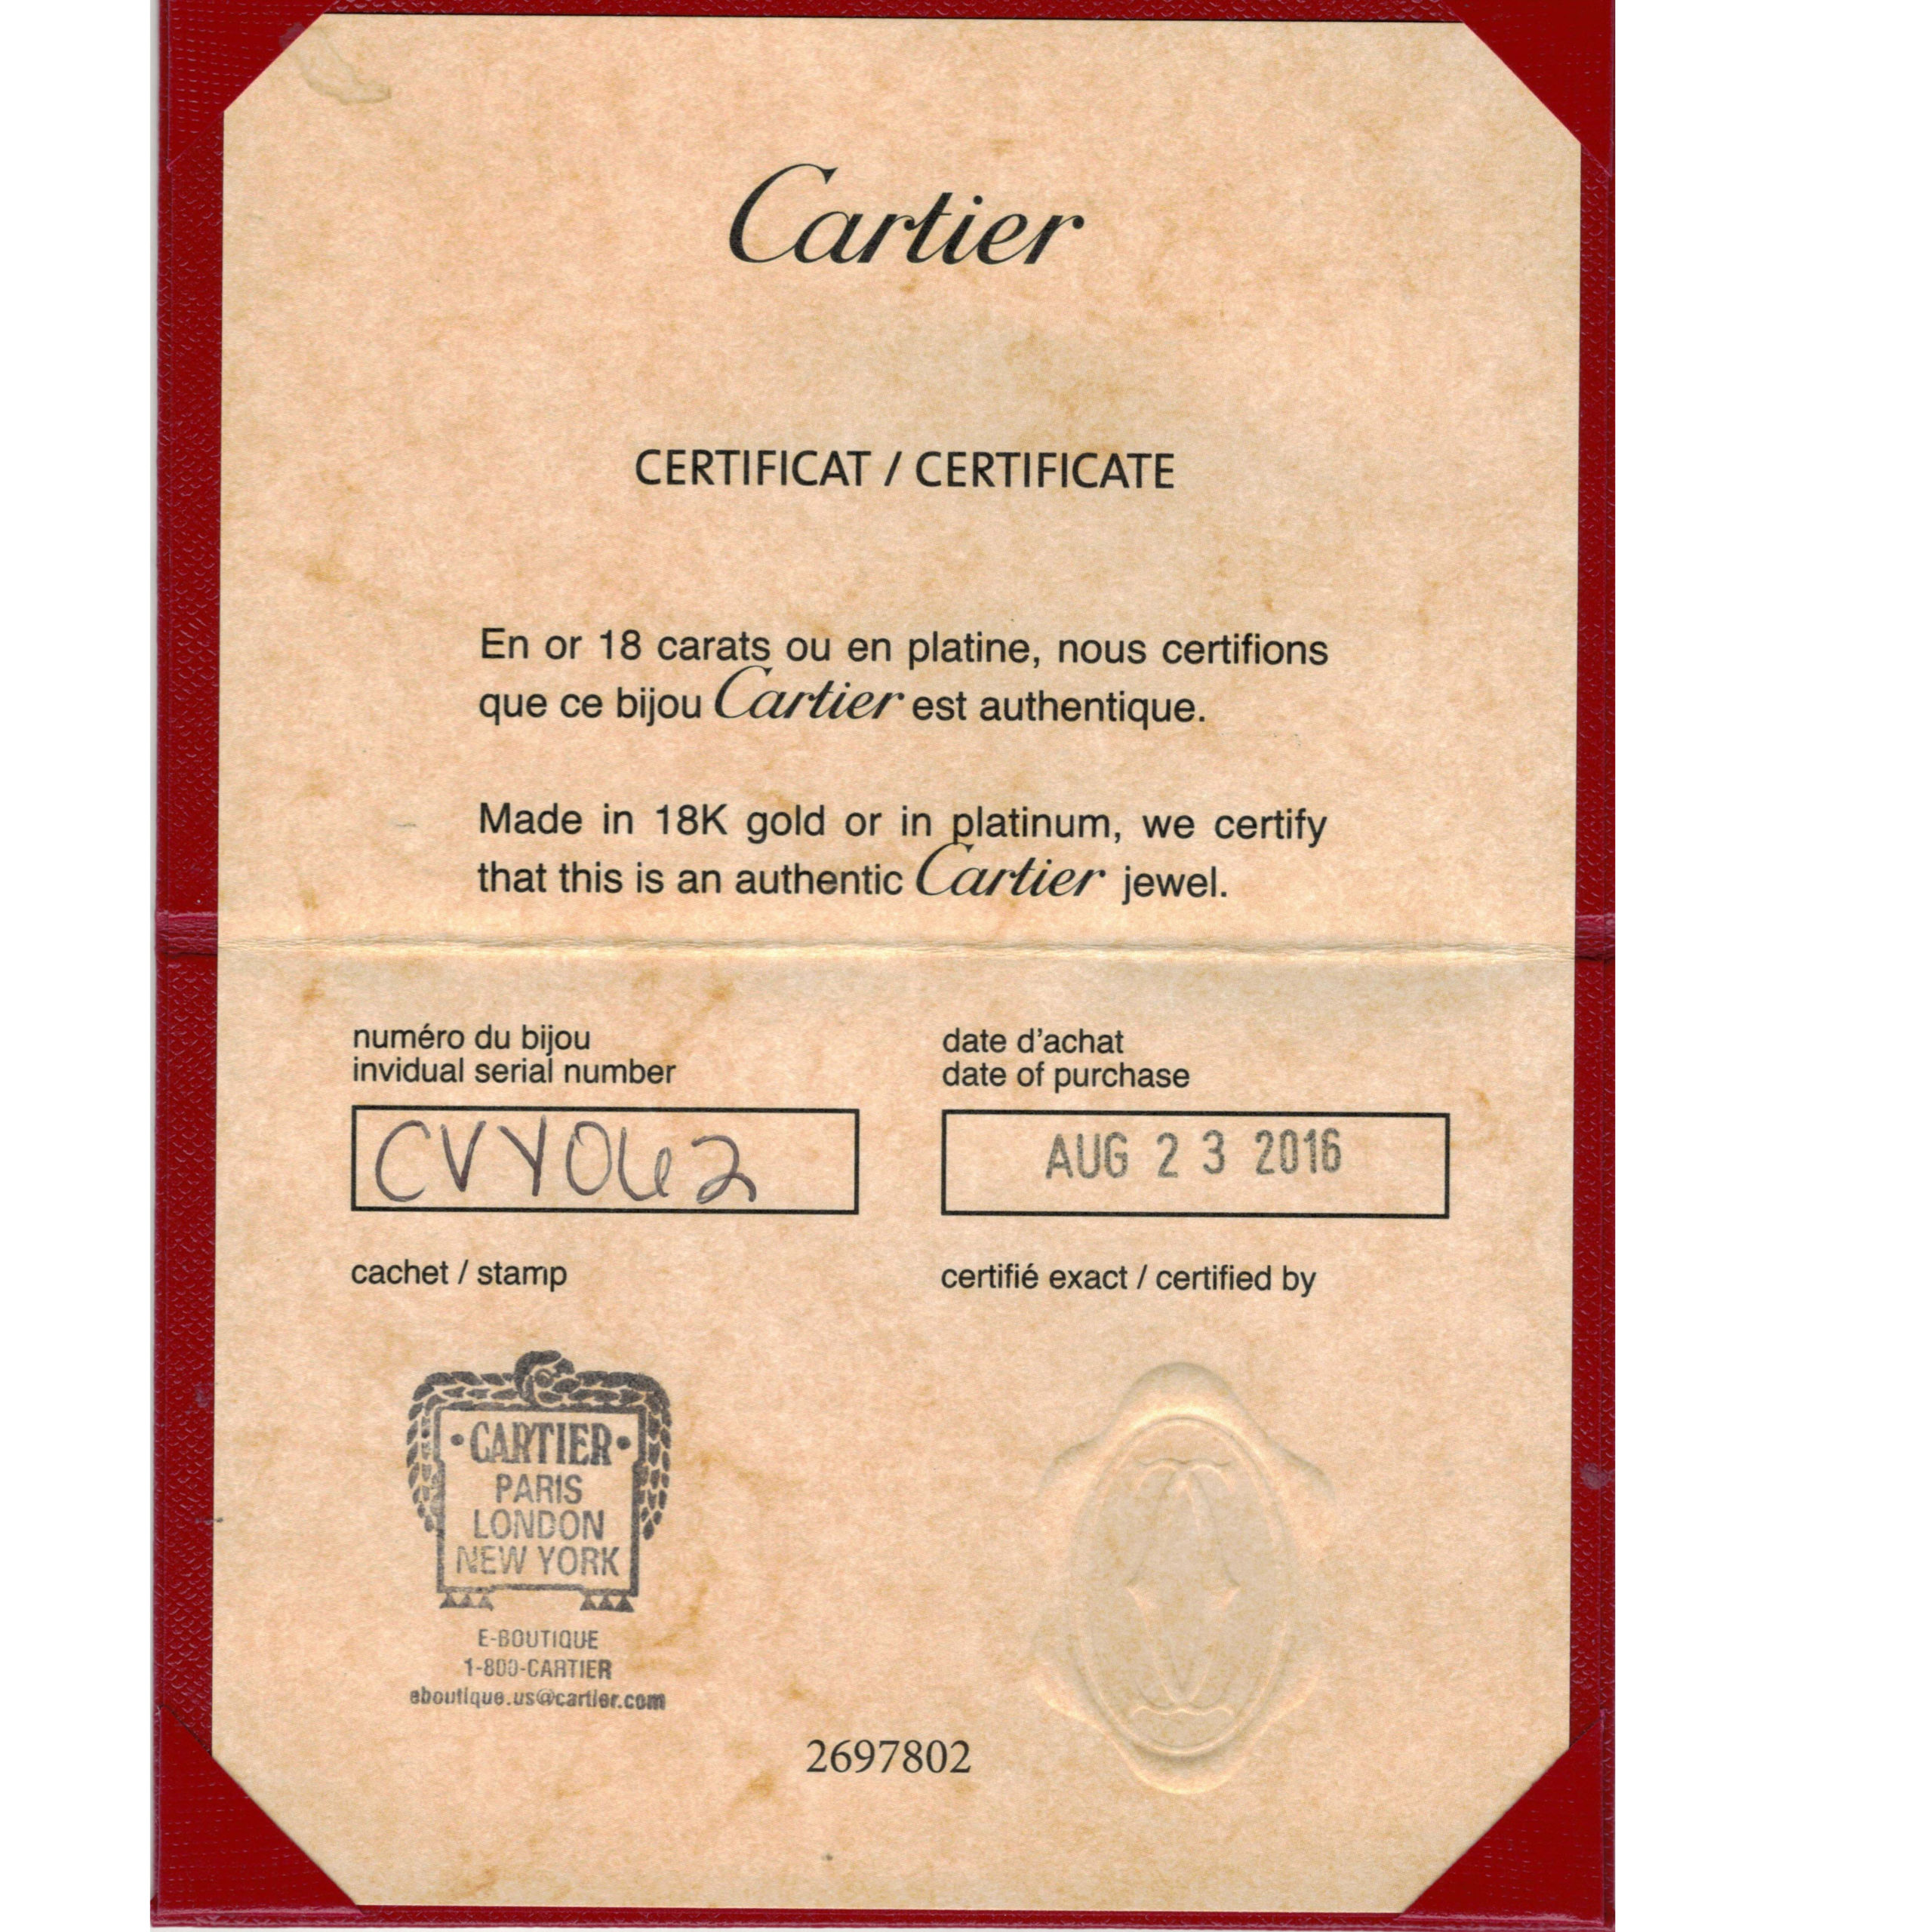 Cartier
CERTIFICAT / CERTIFICATE
En or 18 carats ou en platine, nous certifions
que ce bijou Cartier est authentique.
Made in 18K gold or in platinum, we certify
that this is an authentic Cartier jewel.
numéro du bijou
invidual serial number
CVY062
date d'achat
date of purchase
AUG 23 2016
cachet / stamp
certifié exact / certified by
•CARTIER•
PARIS
LONDON
NEW YORK
E-BOUTIQUE
1-800-CARTIER
eboutique.us@cartier.com
2697802